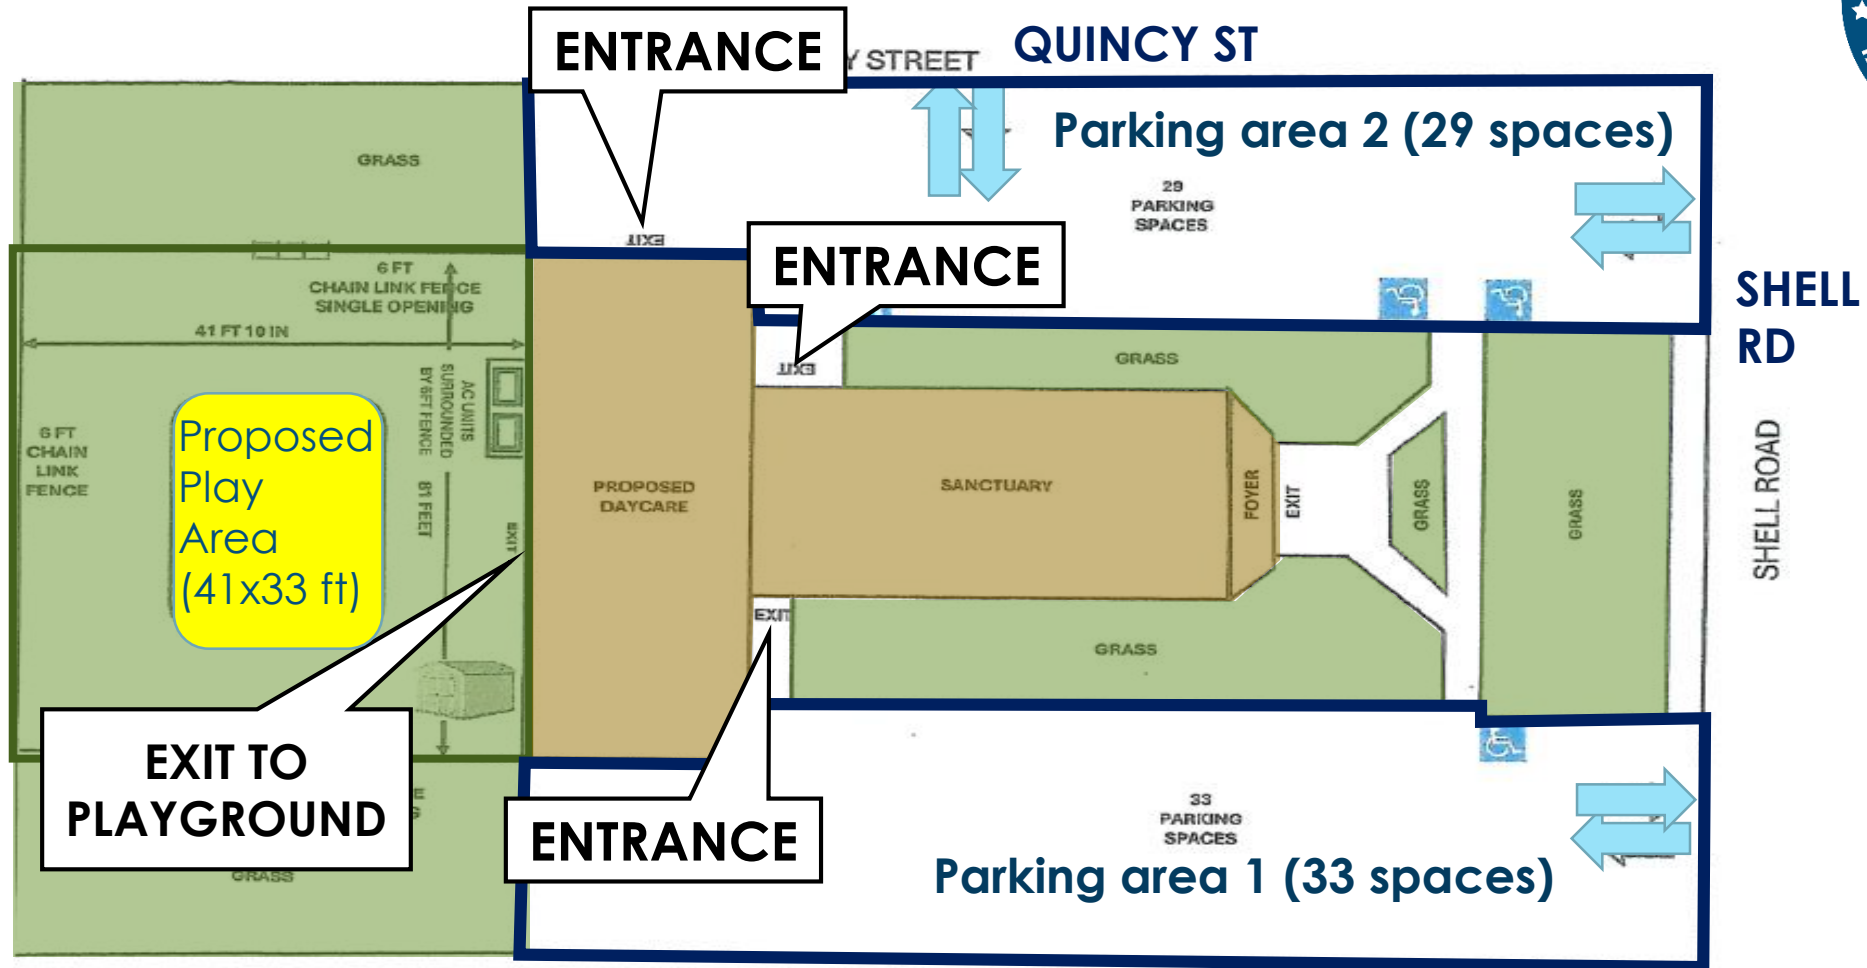 ENTRANCE
Y STREET
QUINCY ST
Parking area 2 (29 spaces)
GRASS
29
PARKING
SPACES
EXIT
ENTRANCE
6 FT
CHAIN LINK FENCE
SINGLE OPENING
SHELL
RD
41 FT 10 IN
EXIT
GRASS
AC UNITS
SURROUNDED
BY 6FT FENCE
81 FEET
6 FT
CHAIN
LINK
FENCE
Proposed
Play
Area
(41x33 ft)
EXIT
PROPOSED
DAYCARE
SANCTUARY
FOYER
EXIT
GRASS
GRASS
SHELL ROAD
EXIT
GRASS
EXIT TO
PLAYGROUND
ENTRANCE
33
PARKING
SPACES
Parking area 1 (33 spaces)
GRASS